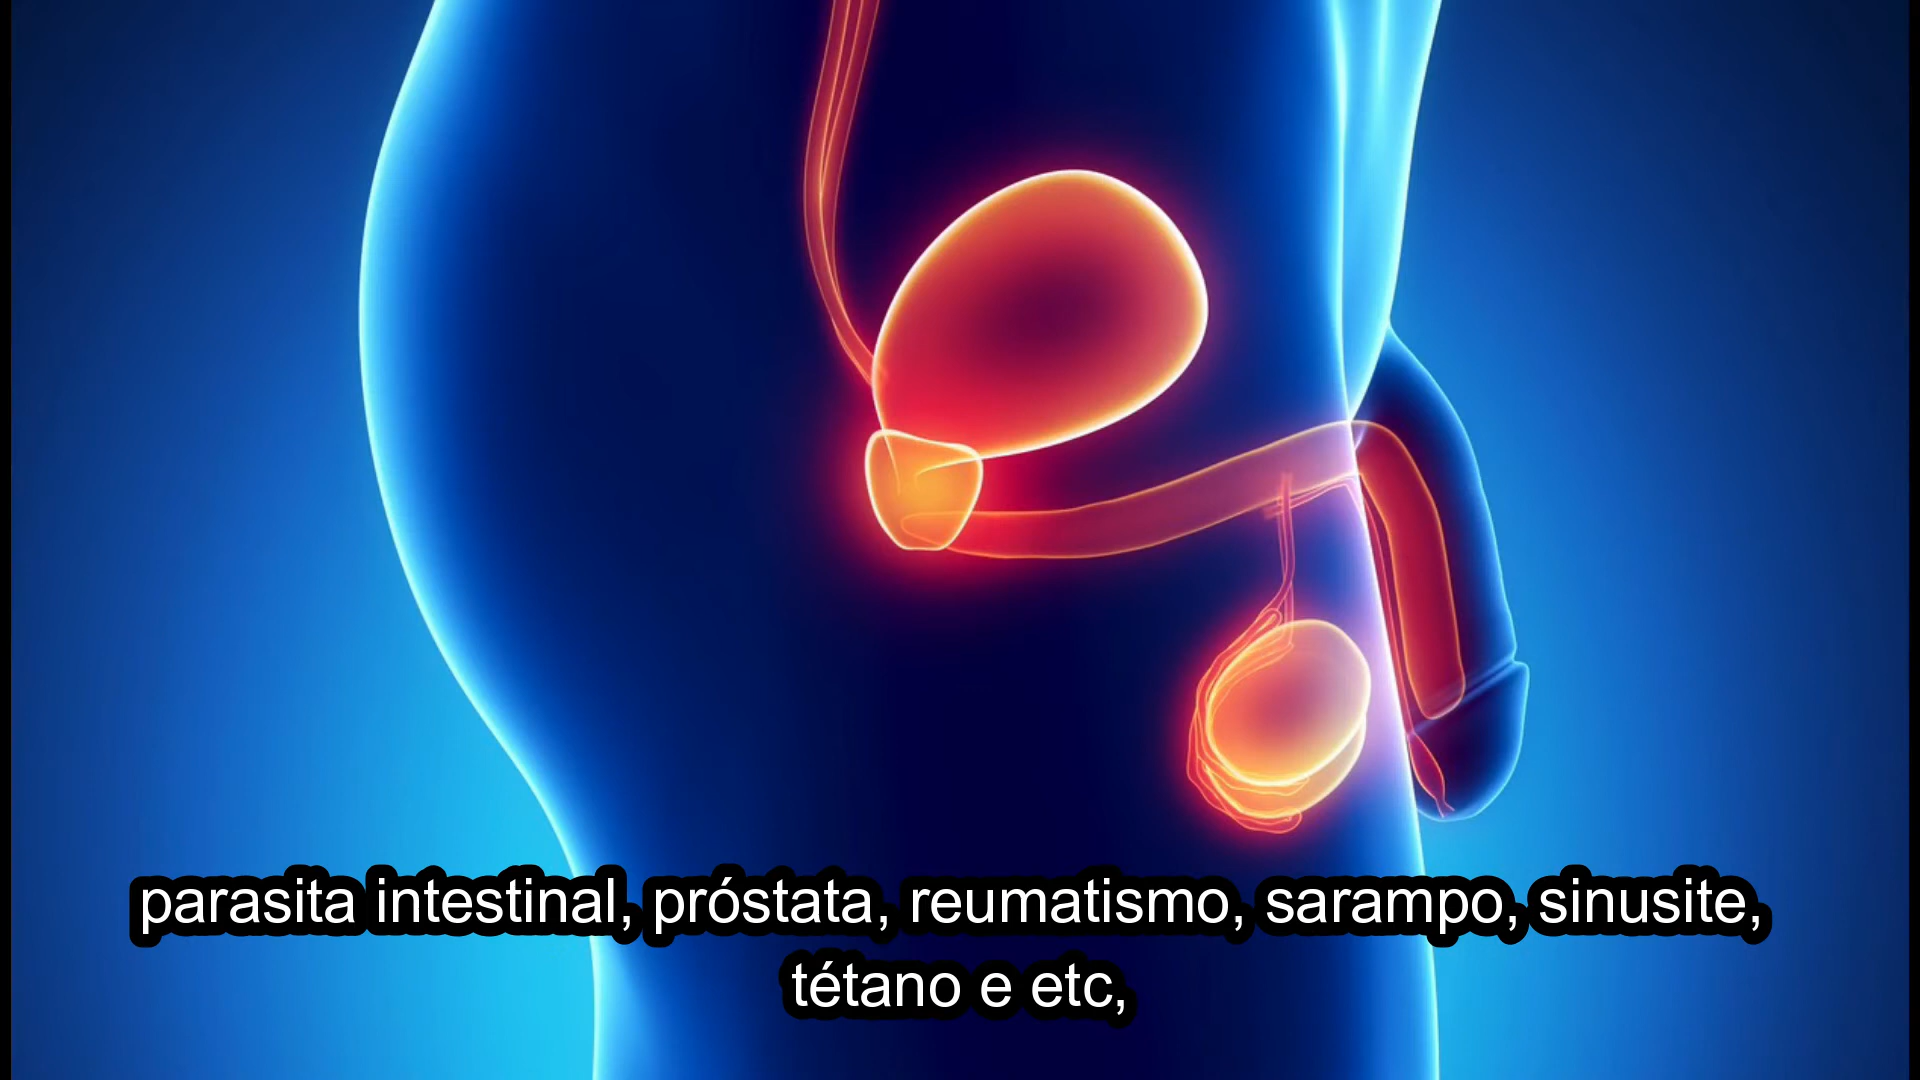 parasita intestinal, próstata, reumatismo, sarampo, sinusite,
tétano e etc,